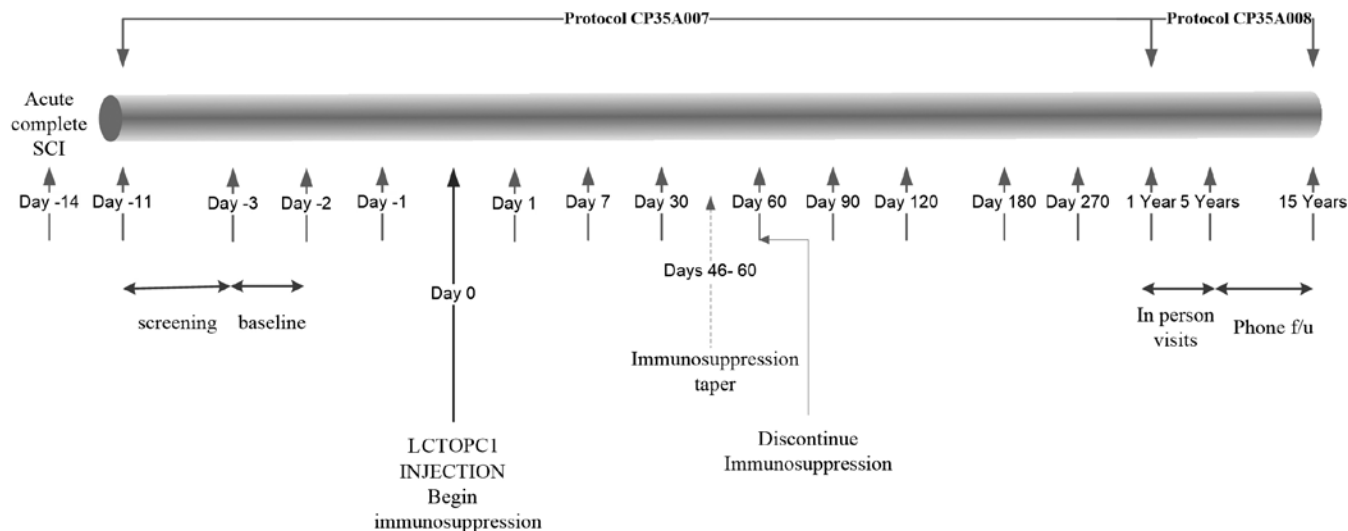 Protocol CP35A007
Protocol CP35A008
Acute
complete
SCI
Day -14
Day -11
Day -3
Day -2
Day -1
Day 1
Day 7
Day 30
Day 60
Day 90
Day 120
Day 180
Day 270
1 Year
5 Years
15 Years
Day 0
Days 46- 60
screening
baseline
In person
visits
Phone f/u
Immunosuppression
taper
LCTOPC1
INJECTION
Begin
immunosuppression
Discontinue
Immunosuppression